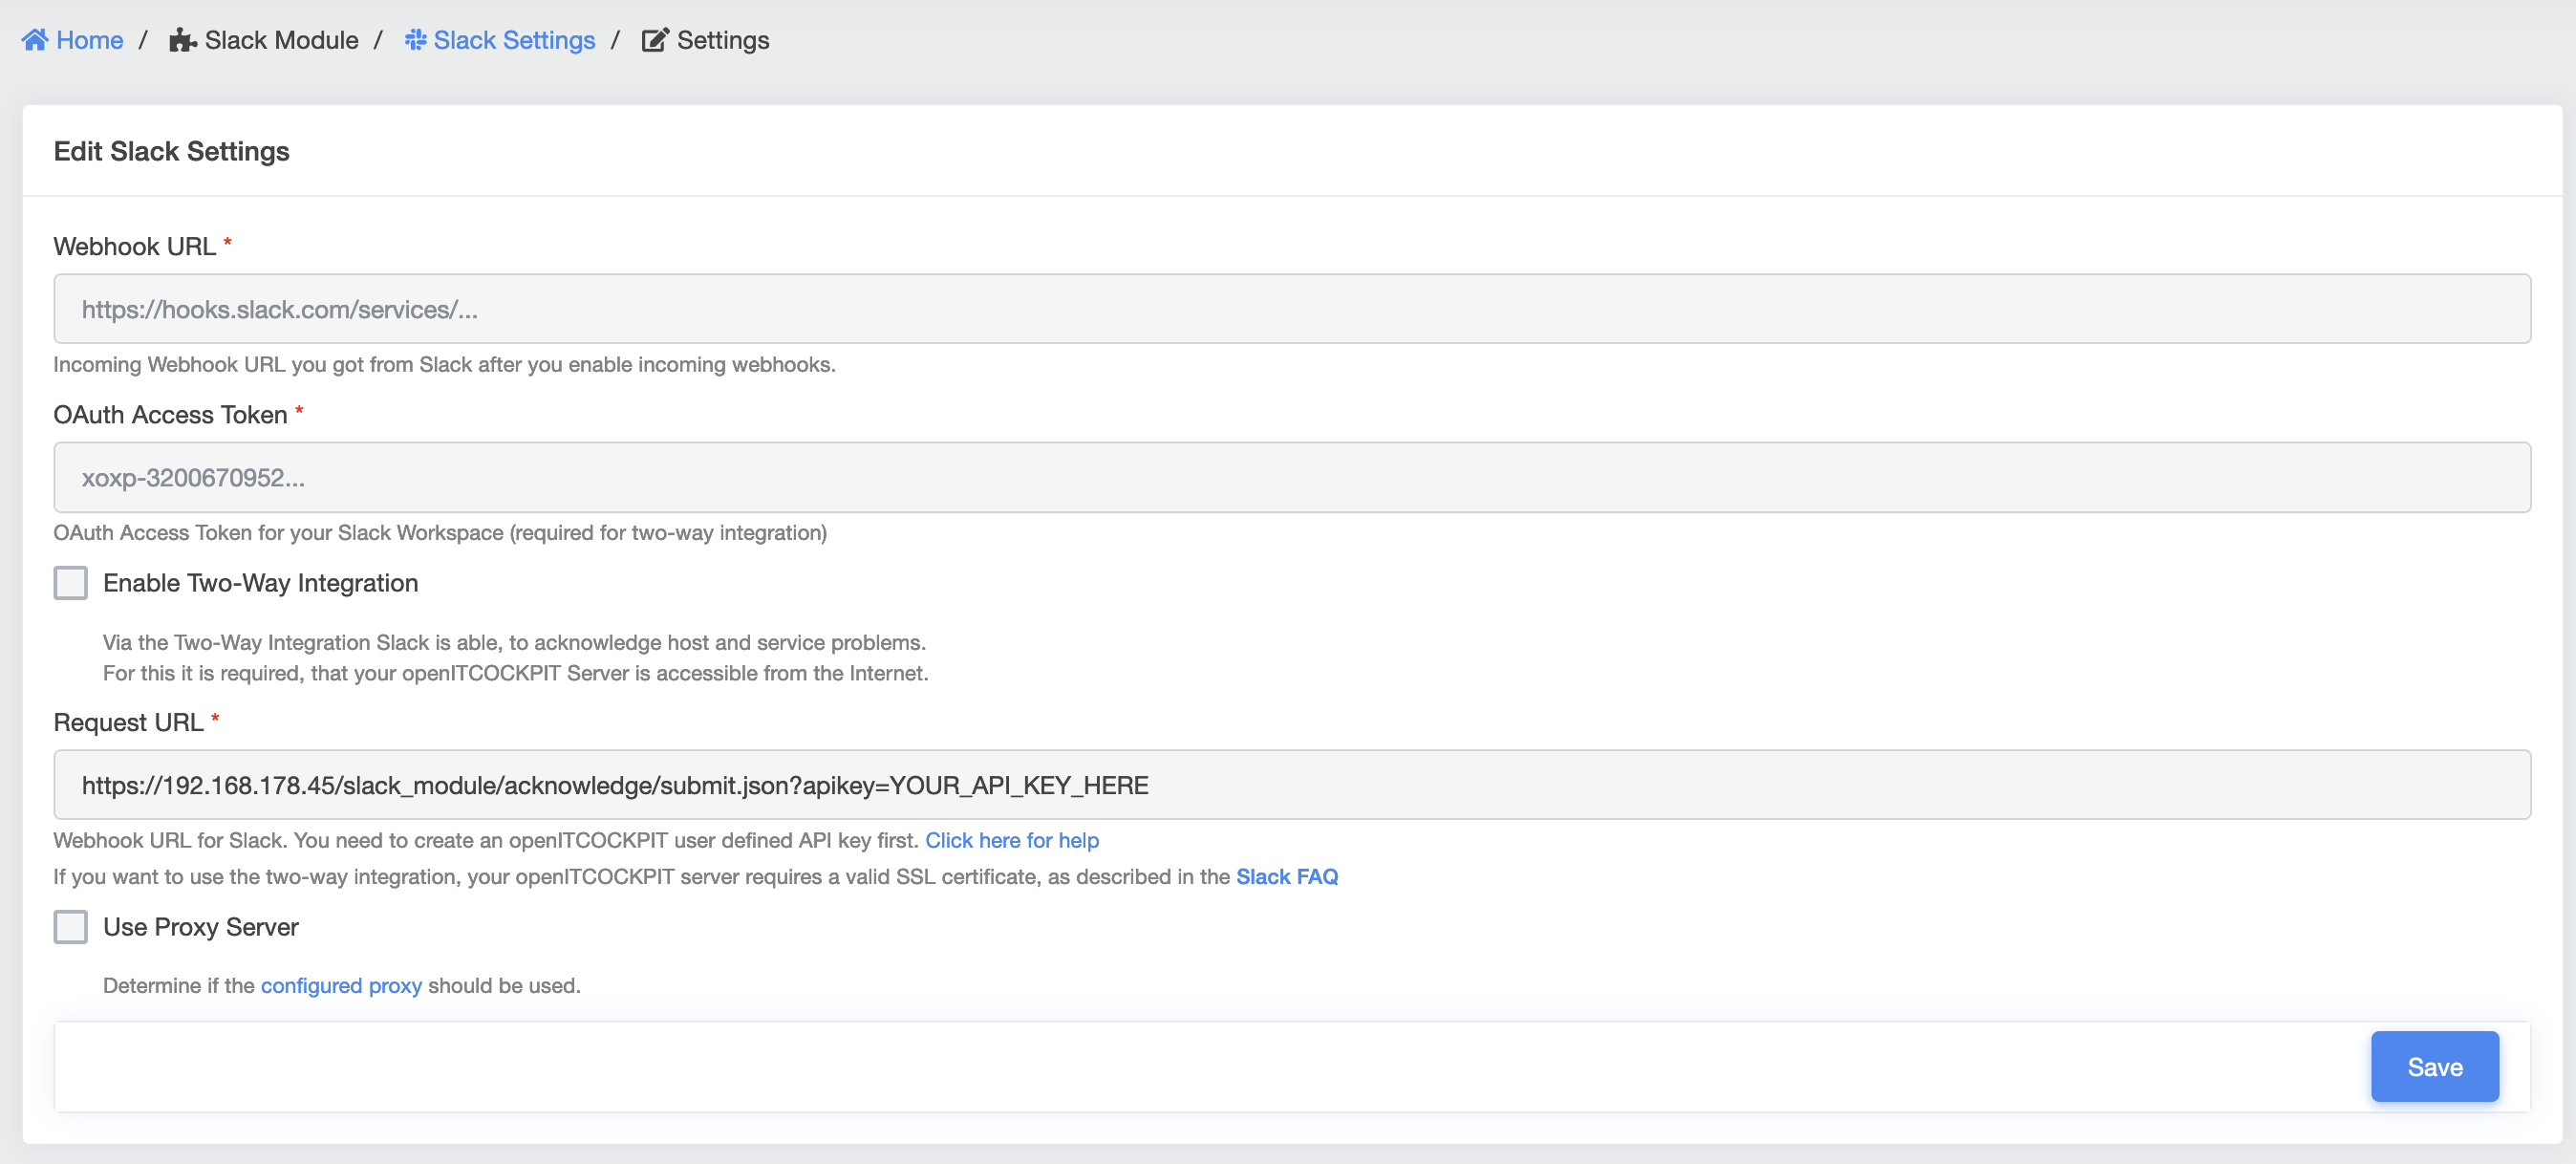 Home / Slack Module / Slack Settings / Settings
Edit Slack Settings
Webhook URL *
https://hooks.slack.com/services/...
Incoming Webhook URL you got from Slack after you enable incoming webhooks.
OAuth Access Token *
xoxp-3200670952...
OAuth Access Token for your Slack Workspace (required for two-way integration)
Enable Two-Way Integration
Via the Two-Way Integration Slack is able, to acknowledge host and service problems.
For this it is required, that your openITCOCKPIT Server is accessible from the Internet.
Request URL *
https://192.168.178.45/slack_module/acknowledge/submit.json?apikey=YOUR_API_KEY_HERE
Webhook URL for Slack. You need to create an openITCOCKPIT user defined API key first. Click here for help
If you want to use the two-way integration, your openITCOCKPIT server requires a valid SSL certificate, as described in the Slack FAQ
Use Proxy Server
Determine if the configured proxy should be used.
Save